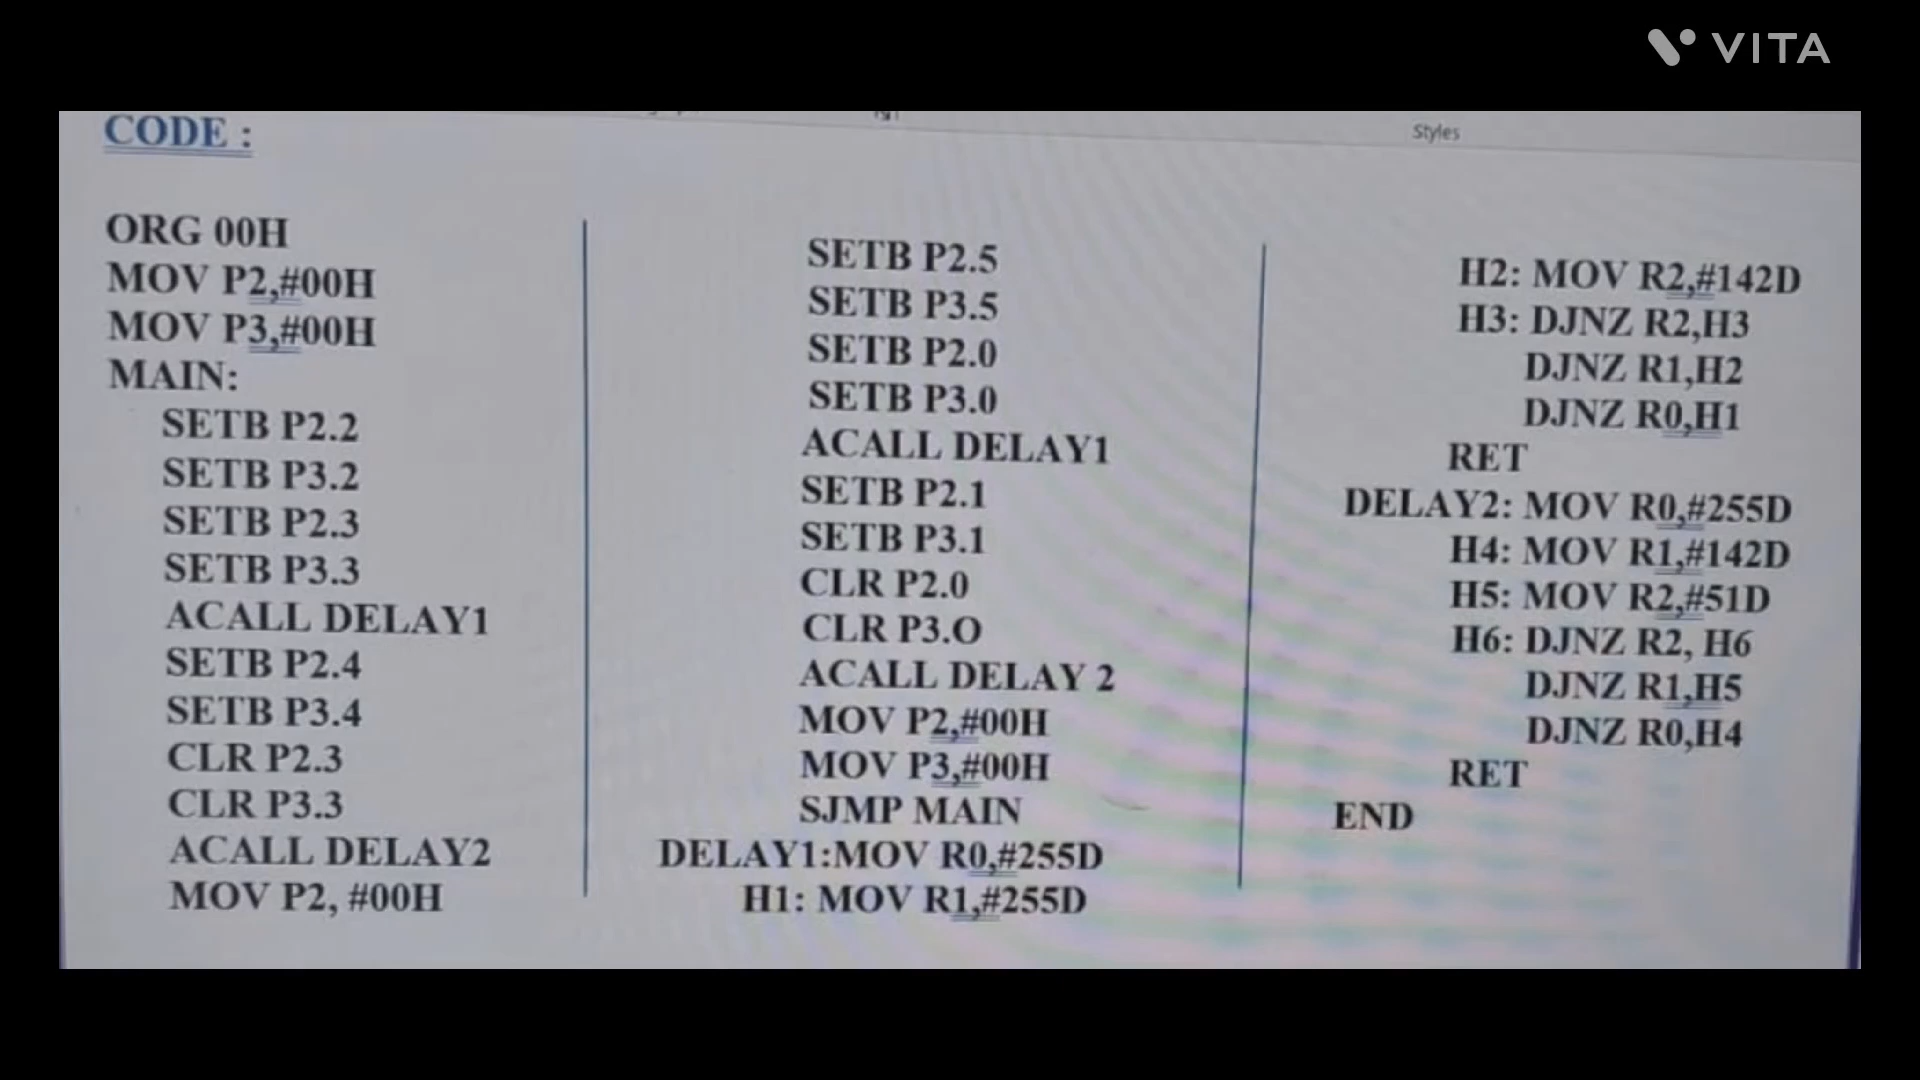 VITA
Styles
CODE :
ORG 00H
MOV P2,#00H
MOV P3,#00H
MAIN:
SETB P2.2
SETB P3.2
SETB P2.3
SETB P3.3
ACALL DELAY1
SETB P2.4
SETB P3.4
CLR P2.3
CLR P3.3
ACALL DELAY2
MOV P2, #00H
SETB P2.5
SETB P3.5
SETB P2.0
SETB P3.0
ACALL DELAY1
SETB P2.1
SETB P3.1
CLR P2.0
CLR P3.O
ACALL DELAY 2
MOV P2,#00H
MOV P3,#00H
SJMP MAIN
DELAY1:MOV R0,#255D
H1: MOV R1,#255D
H2: MOV R2,#142D
H3: DJNZ R2,H3
DJNZ R1,H2
DJNZ R0,H1
RET
DELAY2: MOV R0,#255D
H4: MOV R1,#142D
H5: MOV R2,#51D
H6: DJNZ R2, H6
DJNZ R1,H5
DJNZ R0,H4
RET
END